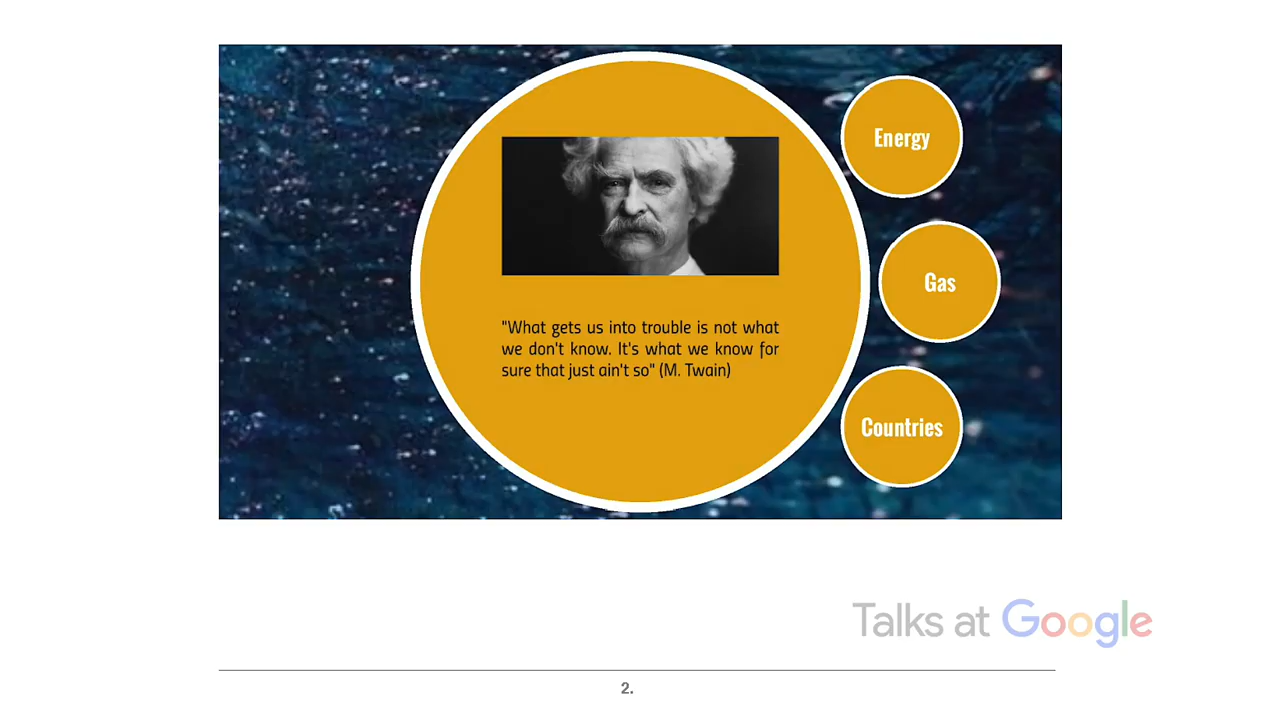 "What gets us into trouble is not what
we don't know. It's what we know for
sure that just ain't so" (M. Twain)
Energy
Gas
Countries
Talks at Google
2.